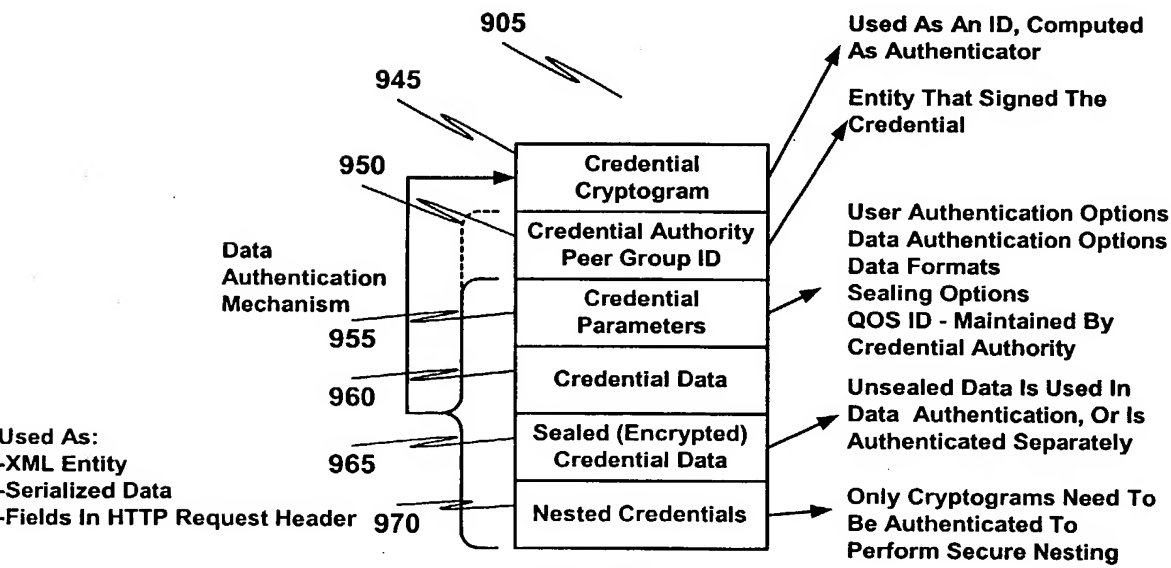 905
Used As An ID, Computed
As Authenticator
945
Entity That Signed The
Credential
950
Credential
Cryptogram
Data
Authentication
Mechanism
Credential Authority
Peer Group ID
User Authentication Options
Data Authentication Options
Data Formats
Sealing Options
QOS ID - Maintained By
Credential Authority
955
Credential
Parameters
960
Credential Data
Unsealed Data Is Used In
Data Authentication, Or Is
Authenticated Separately
Used As:
-XML Entity
-Serialized Data
-Fields In HTTP Request Header
965
Sealed (Encrypted)
Credential Data
970
Nested Credentials
Only Cryptograms Need To
Be Authenticated To
Perform Secure Nesting